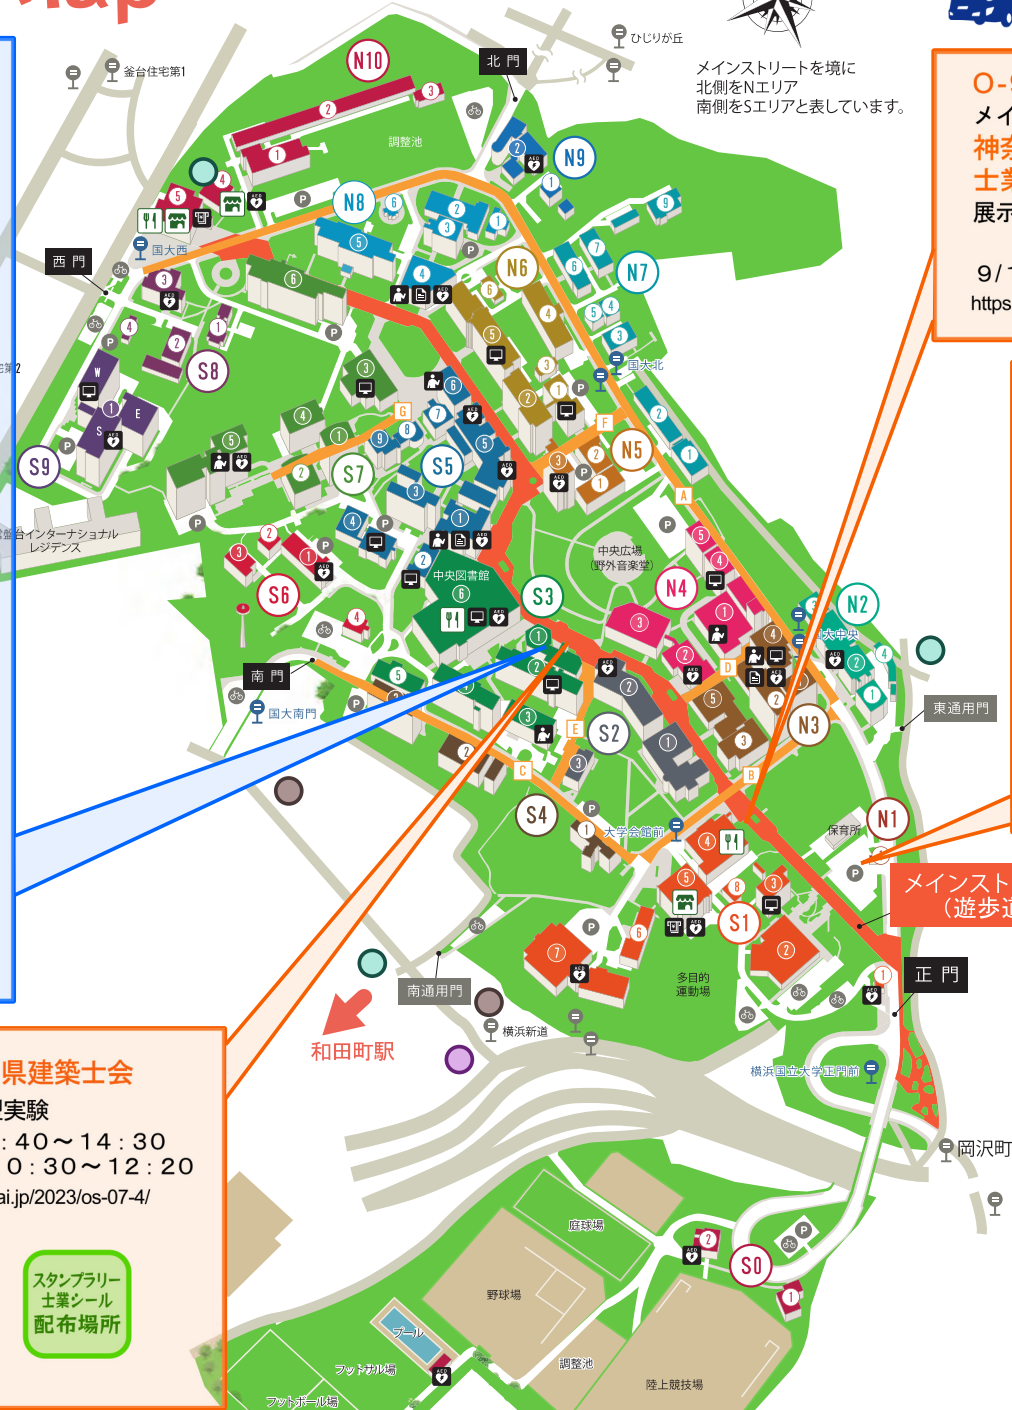 Map
ひじりが丘
釜台住宅第1
北門
メインストリートを境に
北側をNエリア
南側をSエリアと表しています。
N10
調整池
N9
N8
国大西
西門
N6
N7
国大北
S8
S9
S7
S5
N5
G
F
A
W
E
S
常盤台インターナショナル
レジデンス
中央広場
(野外音楽堂)
中央図書館
S6
S3
N4
N2
国大中央
南門
国大南門
東通用門
D
E
C
B
S2
N3
S4
大学会館前
保育所
N1
メインスト
(遊歩道
S1
多目的
運動場
正門
南通用門
横浜新道
和田町駅
横浜国立大学正門前
岡沢町
庭球場
S0
野球場
プール
調整池
フットサル場
フットボール場
陸上競技場
県建築士会
実験
:40～14:30
0:30～12:20
ai.jp/2023/os-07-4/
スタンプラリー
士業シール
配布場所
O-9
メイ
神奈
士業
展示
9/1
https